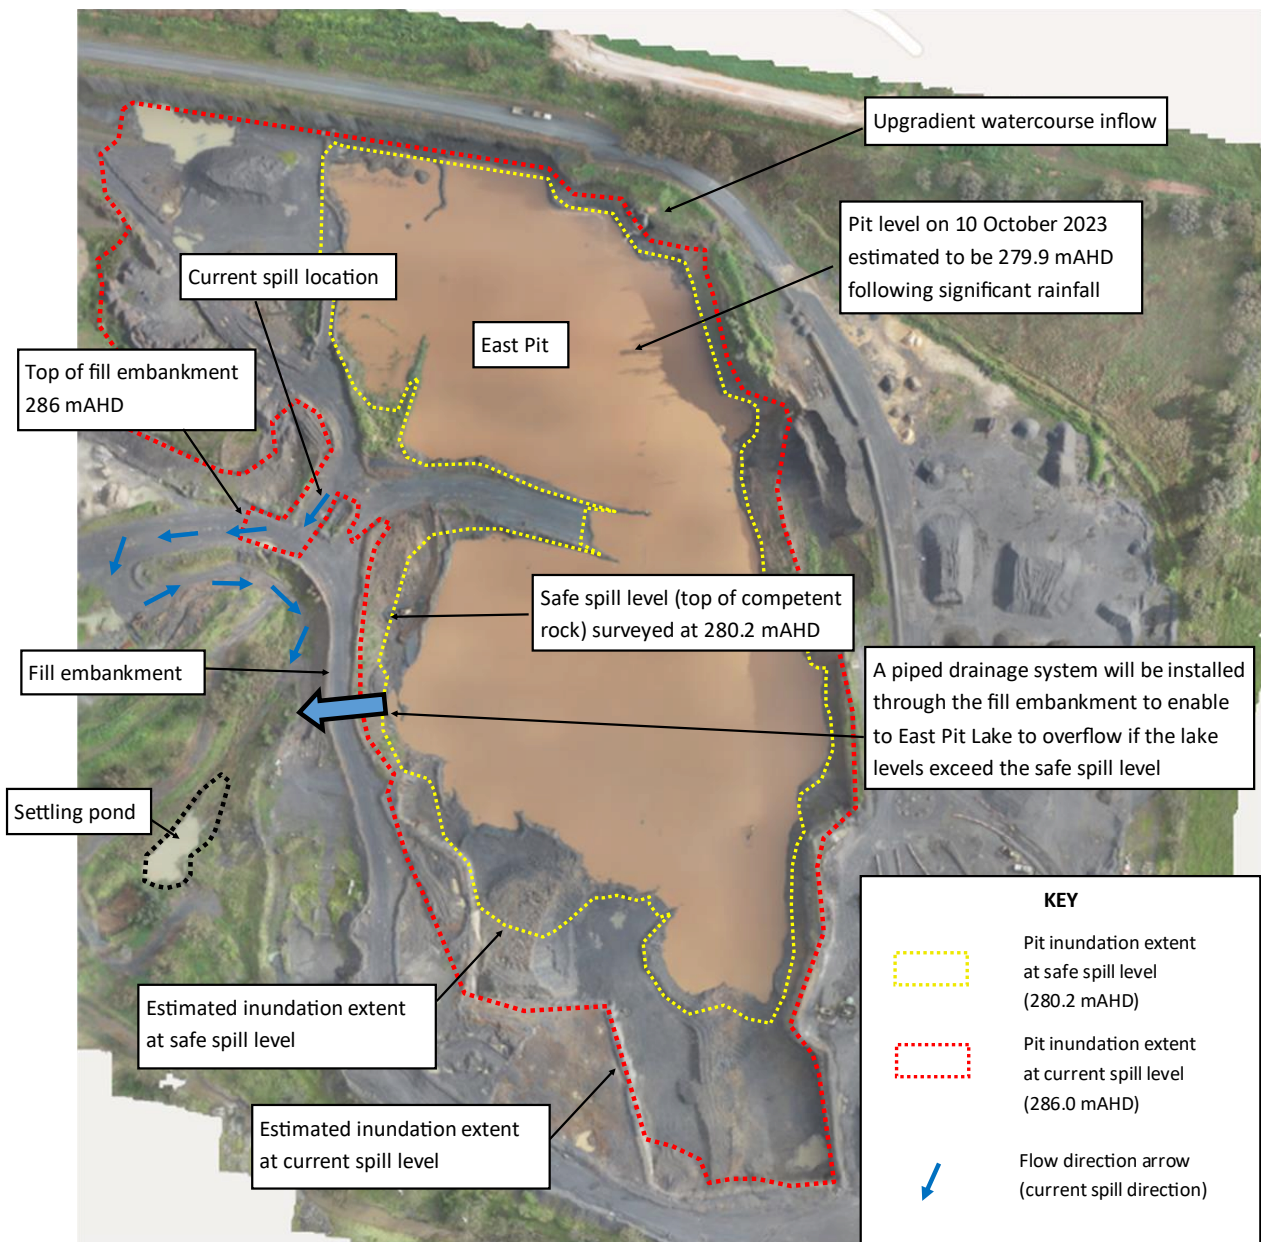 Upgradient watercourse inflow
Pit level on 10 October 2023
estimated to be 279.9 mAHD
following significant rainfall
Current spill location
East Pit
Top of fill embankment
286 mAHD
Safe spill level (top of competent
rock) surveyed at 280.2 mAHD
Fill embankment
A piped drainage system will be installed
through the fill embankment to enable
to East Pit Lake to overflow if the lake
levels exceed the safe spill level
Settling pond
Estimated inundation extent
at safe spill level
Estimated inundation extent
at current spill level
KEY
Pit inundation extent
at safe spill level
(280.2 mAHD)
Pit inundation extent
at current spill level
(286.0 mAHD)
Flow direction arrow
(current spill direction)